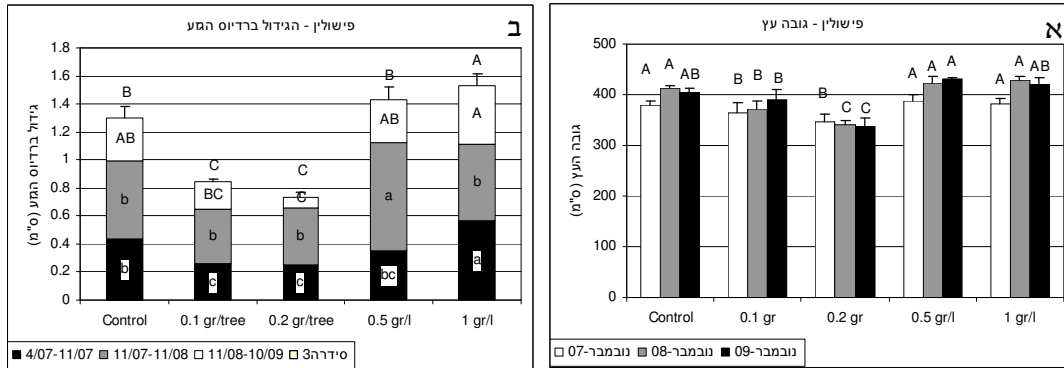 פישולין - גובה עץ
א
גובה העץ (ס"מ)
500
400
300
200
100
0
A A AB
B B B
B C C
A A A
A A AB
Control 0.1 gr 0.2 gr 0.5 gr/l 1 gr/l
נובמבר-07 נובמבר-08 נובמבר-09
פישולין - הגידול ברדיוס הגזע
ב
גידול ברדיוס הגזע (ס"מ)
1.8
1.6
1.4
1.2
1
0.8
0.6
0.4
0.2
0
B C C B A
AB BC C AB A
b b b a b
b c c bc a
Control 0.1 gr/tree 0.2 gr/tree 0.5 gr/l 1 gr/l
4/07-11/07 11/07-11/08 11/08-10/09 סידרה3